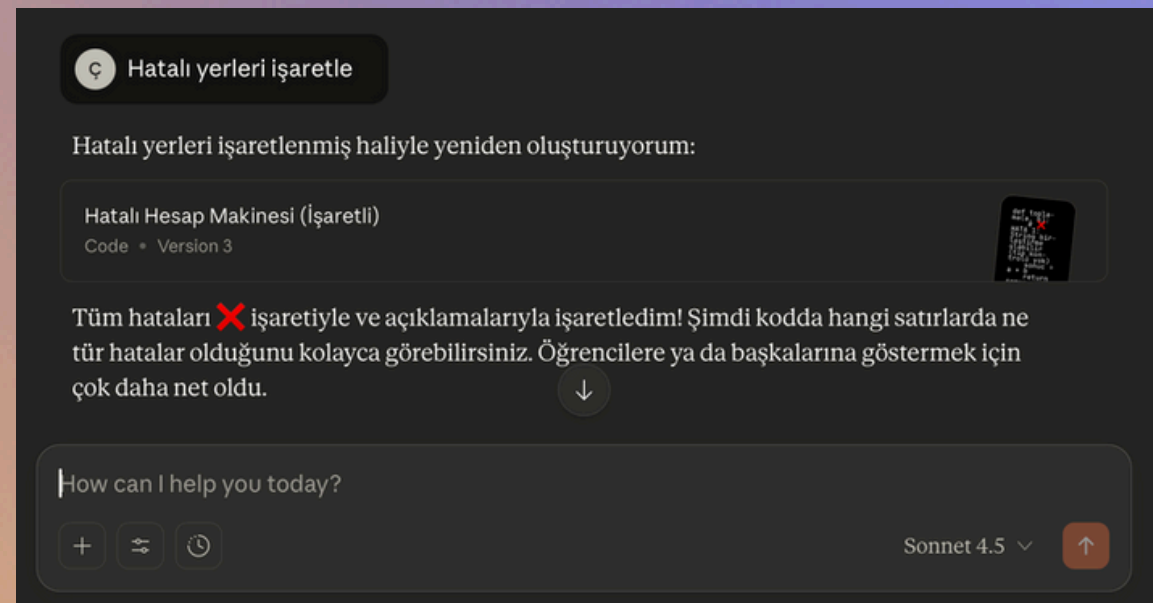 Ç
Hatalı yerleri işaretle
Hatalı yerleri işaretlenmiş haliyle yeniden oluşturuyorum:
Hatalı Hesap Makinesi (İşaretli)
Code • Version 3
Tüm hataları ❌ işaretiyle ve açıklamalarıyla işaretledim! Şimdi kodda hangi satırlarda ne
tür hatalar olduğunu kolayca görebilirsiniz. Öğrencilere ya da başkalarına göstermek için
çok daha net oldu.
How can I help you today?
Sonnet 4.5